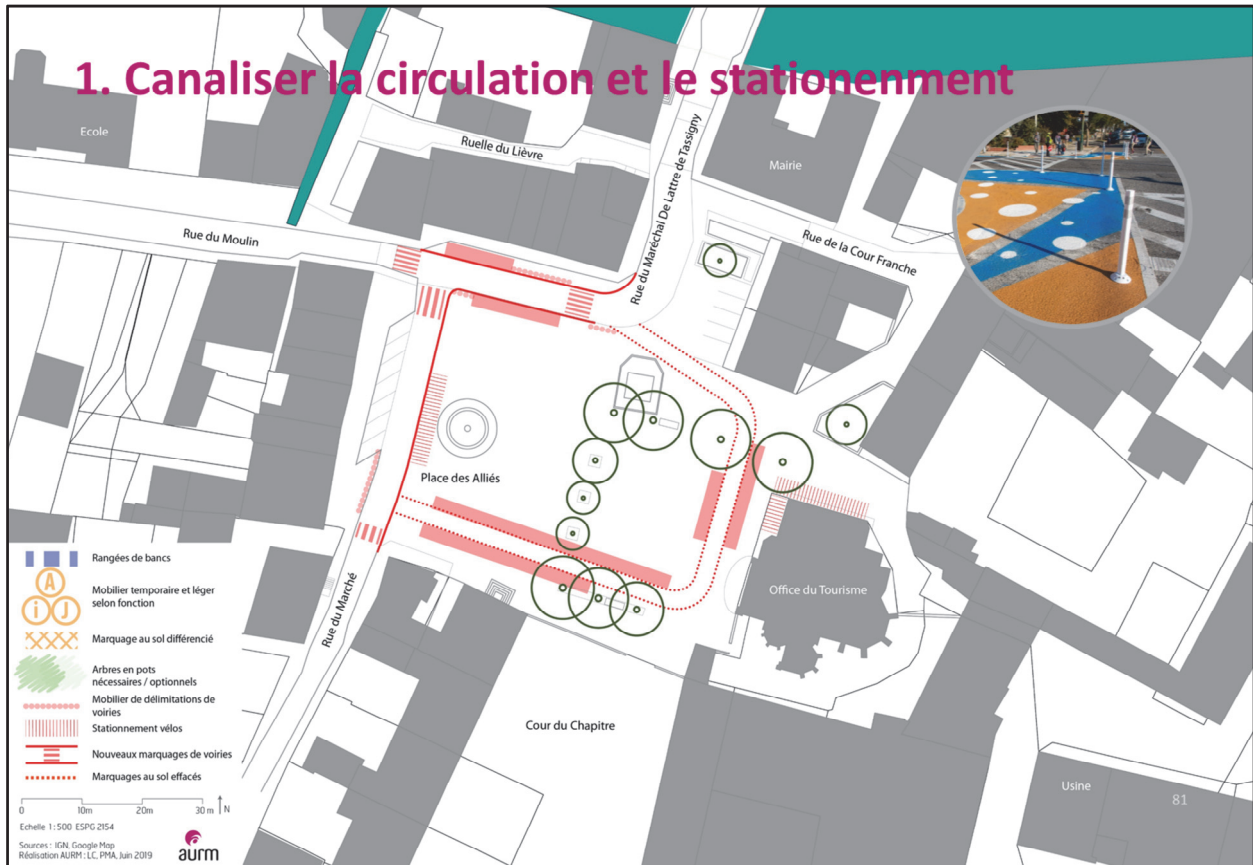 1. Canaliser la circulation et le stationenment
Ecole
Ruelle du Lièvre
Rue du Maréchal De Lattre de Tassigny
Mairie
Rue du Moulin
Rue de la Cour Franche
Place des Alliés
Rue du Marché
Office du Tourisme
Cour du Chapitre
Usine
81
Rangées de bancs
A
i J
Mobilier temporaire et léger
selon fonction
Marquage au sol différencié
Arbres en pots
nécessaires / optionnels
Mobilier de délimitations de
voiries
Stationnement vélos
Nouveaux marquages de voiries
Marquages au sol effacés
0 10m 20m 30 m N
Echelle 1:500 ESPG 2154
Sources : IGN, Google Map
Réalisation AURM : LC, PMA, Juin 2019
aurm